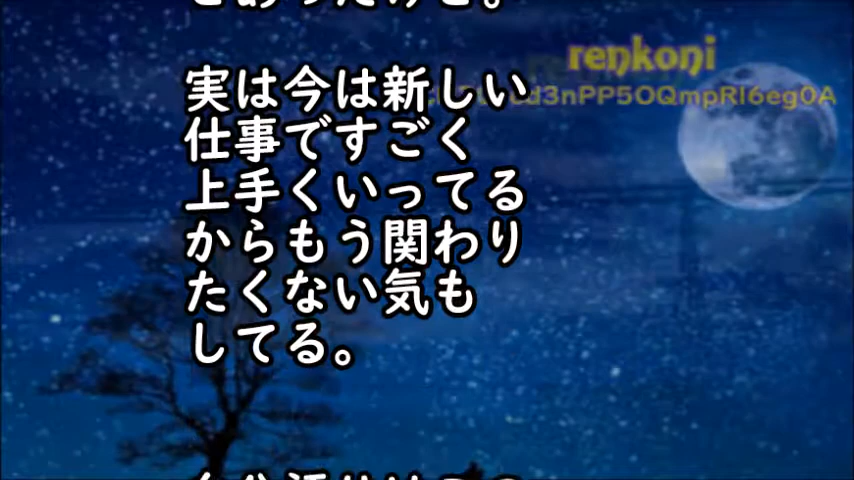 renkoni
実は今は新しい
仕事ですごく
上手くいってる
からもう関わり
たくない気も
してる。